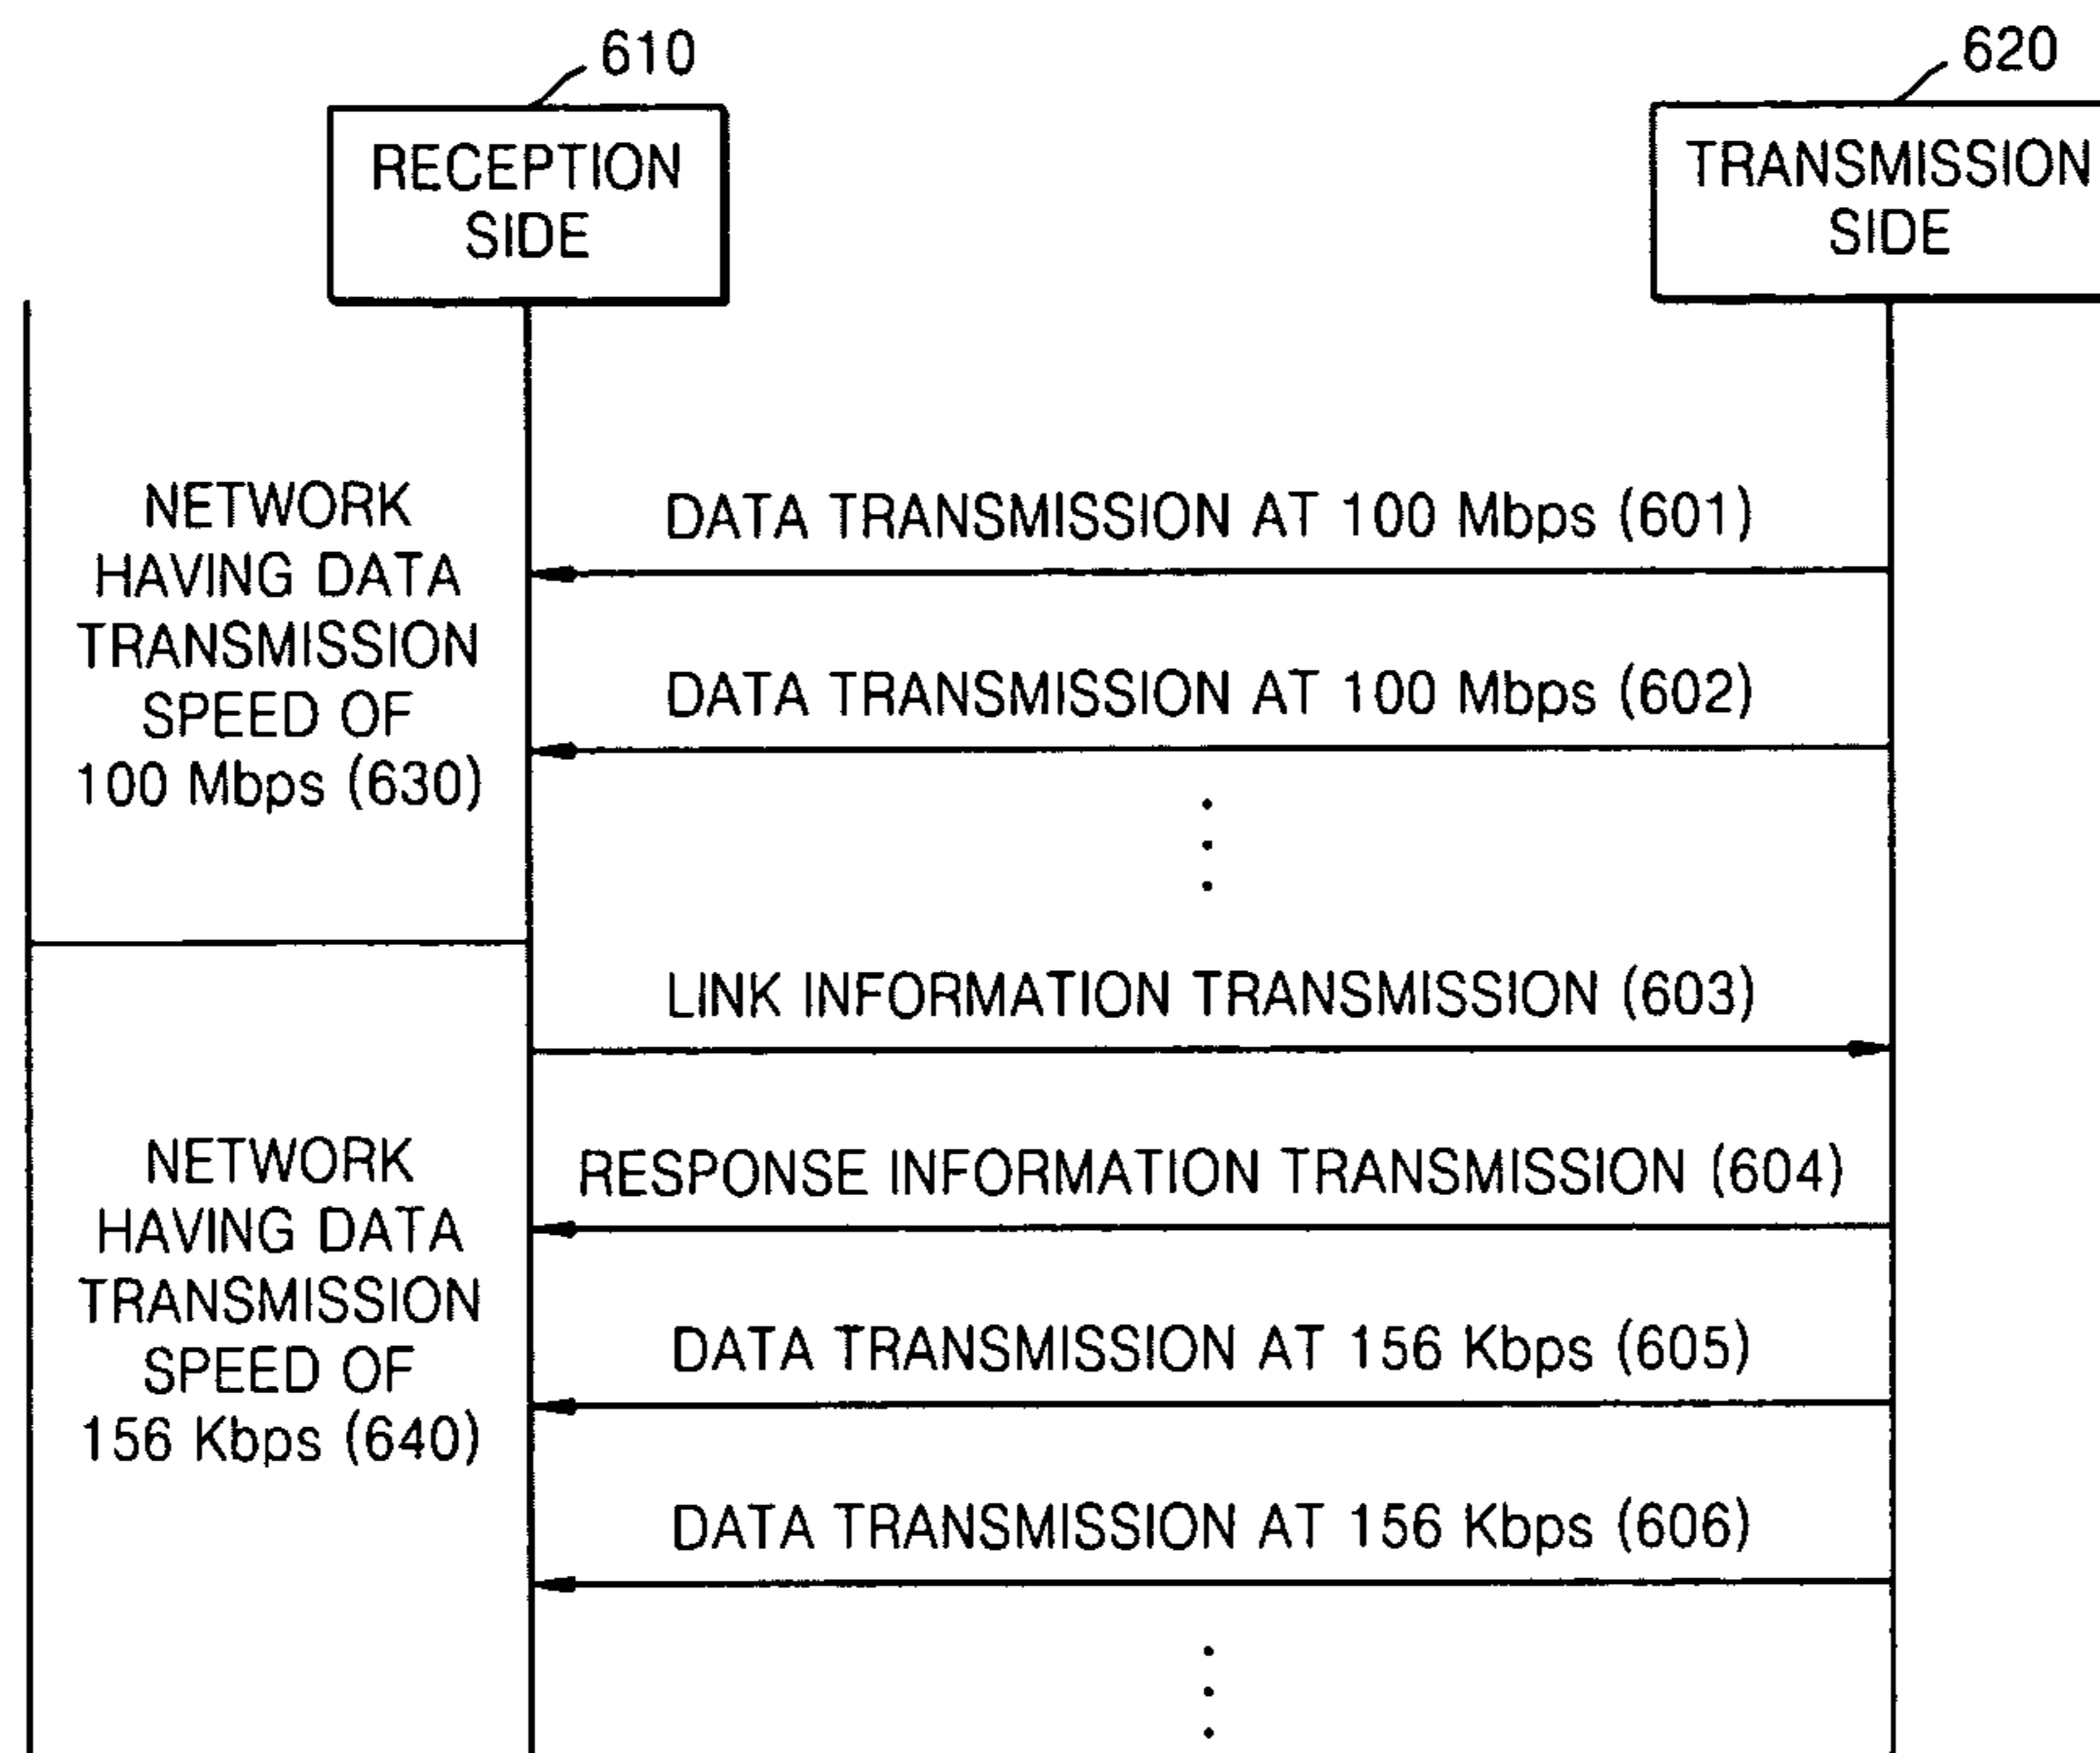 610
620
RECEPTION
SIDE
TRANSMISSION
SIDE
NETWORK
HAVING DATA
TRANSMISSION
SPEED OF
100 Mbps (630)
DATA TRANSMISSION AT 100 Mbps (601)
DATA TRANSMISSION AT 100 Mbps (602)
LINK INFORMATION TRANSMISSION (603)
NETWORK
HAVING DATA
TRANSMISSION
SPEED OF
156 Kbps (640)
RESPONSE INFORMATION TRANSMISSION (604)
DATA TRANSMISSION AT 156 Kbps (605)
DATA TRANSMISSION AT 156 Kbps (606)